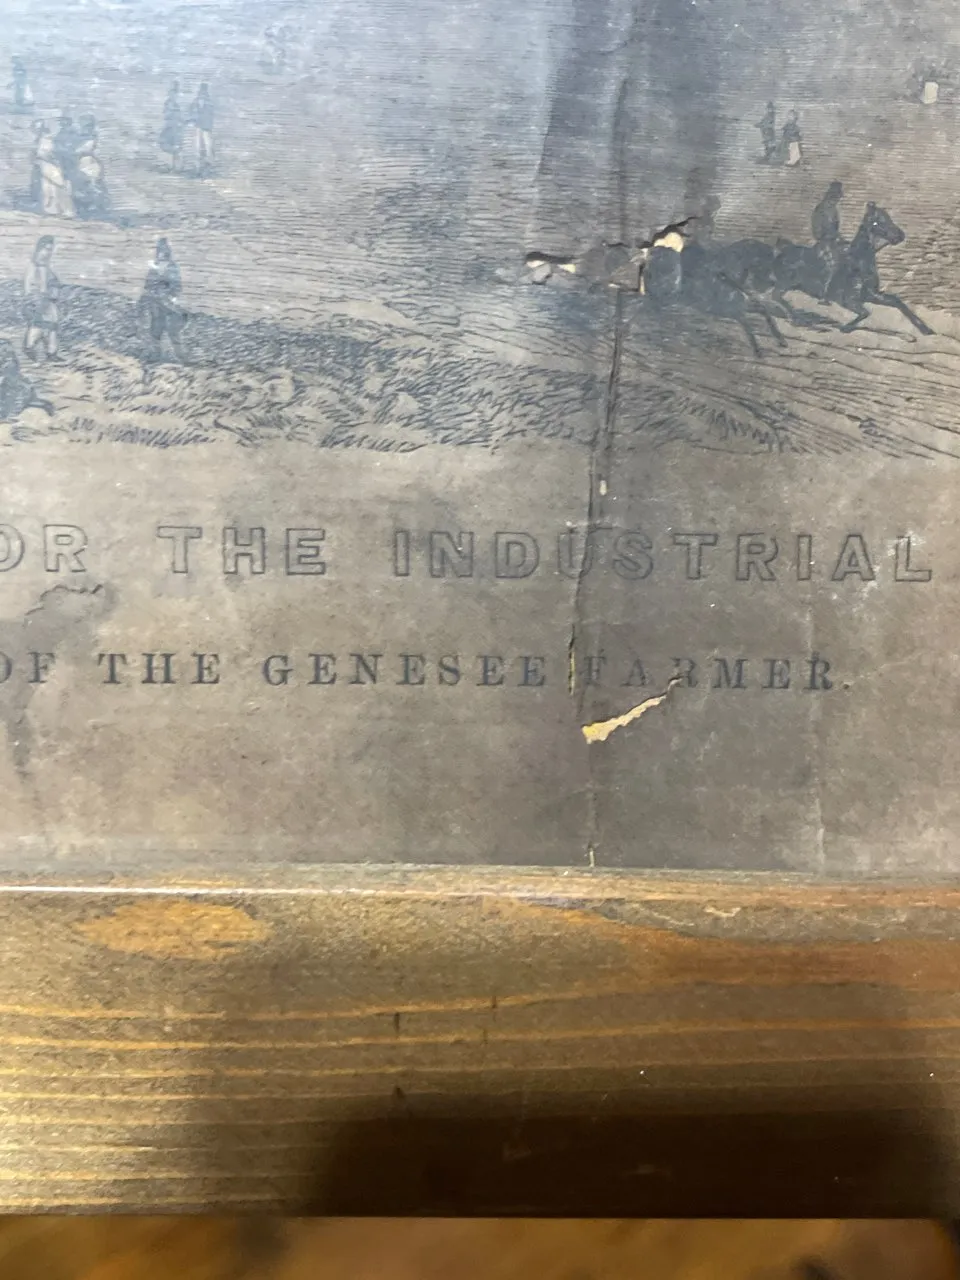 OR THE INDUSTRIAL
OF THE GENESEE FARMER.